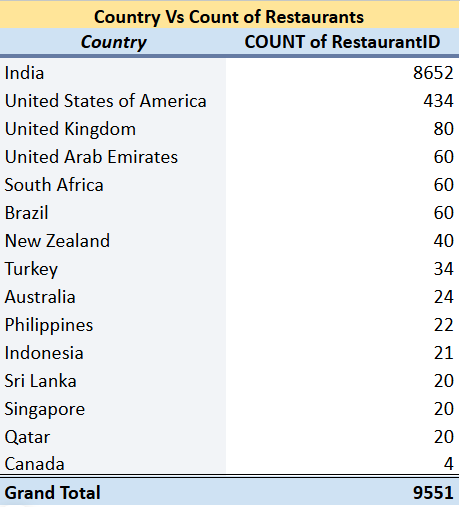 Country Vs Count of Restaurants
Country COUNT of RestaurantID
India 8652
United States of America 434
United Kingdom 80
United Arab Emirates 60
South Africa 60
Brazil 60
New Zealand 40
Turkey 34
Australia 24
Philippines 22
Indonesia 21
Sri Lanka 20
Singapore 20
Qatar 20
Canada 4
Grand Total 9551